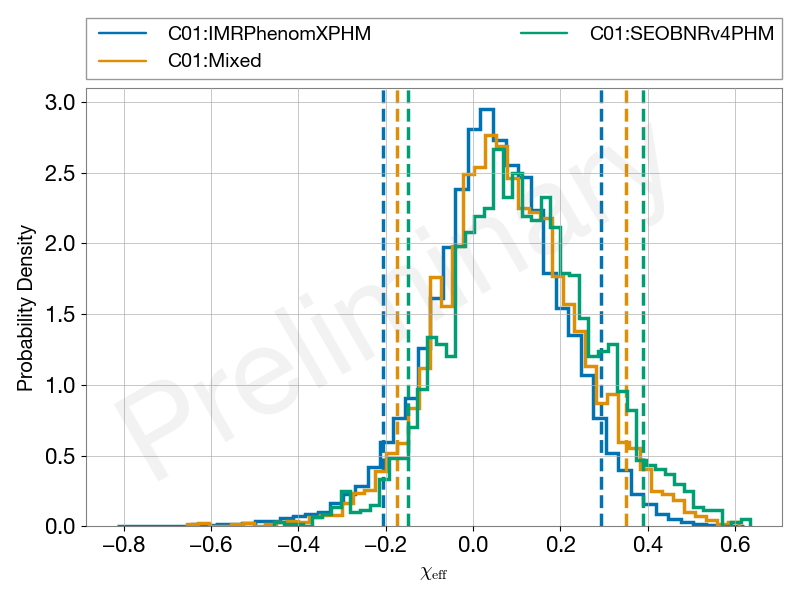 C01:IMRPhenomXPHM
C01:Mixed
C01:SEOBNRv4PHM
Preliminary
Probability Density
3.0
2.5
2.0
1.5
1.0
0.5
0.0
−0.8 −0.6 −0.4 −0.2 0.0 0.2 0.4 0.6
χeff